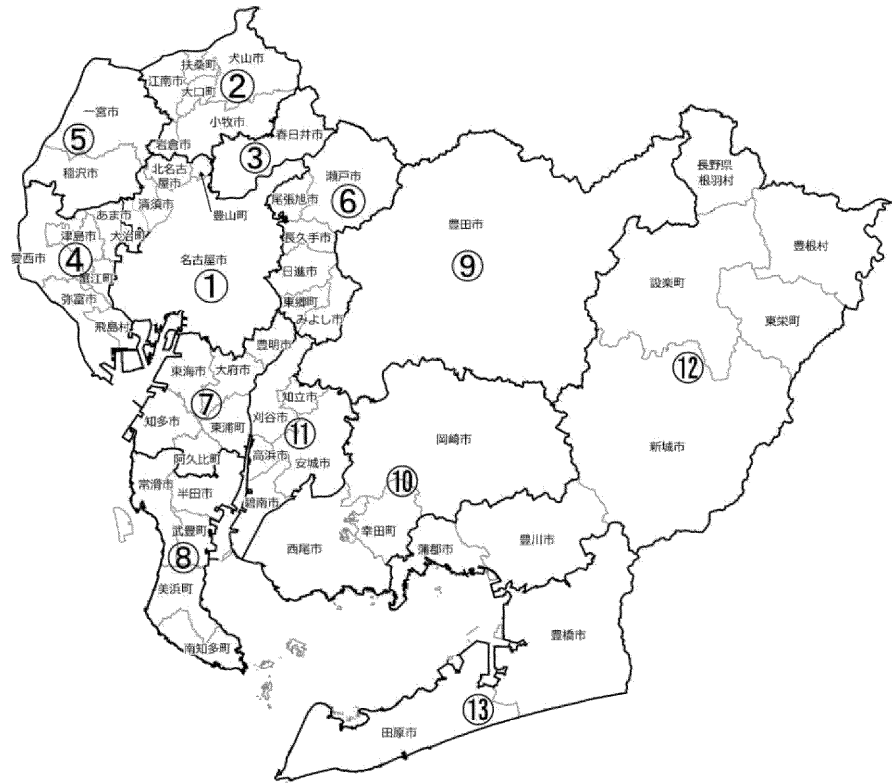 扶桑町
犬山市
江南市
②
大口町
一宮市
小牧市
春日井市
⑤
岩倉市
③
長野県
根羽村
稲沢市
北名古
屋市
瀬戸市
尾張旭市
⑥
清須市
豊山町
あま市
津島市
大治町
豊田市
豊根村
長久手市
愛西市
④
名古屋市
⑨
蟹江町
①
日進市
設楽町
弥富市
東郷町
みよし市
飛島村
東栄町
豊明市
東海市
大府市
⑫
知立市
⑦
刈谷市
知多市
東浦町
⑪
岡崎市
新城市
高浜市
阿久比町
安城市
⑩
常滑市
半田市
碧南市
武豊町
幸田町
豊川市
西尾市
蒲郡市
⑧
美浜町
豊橋市
南知多町
⑬
田原市